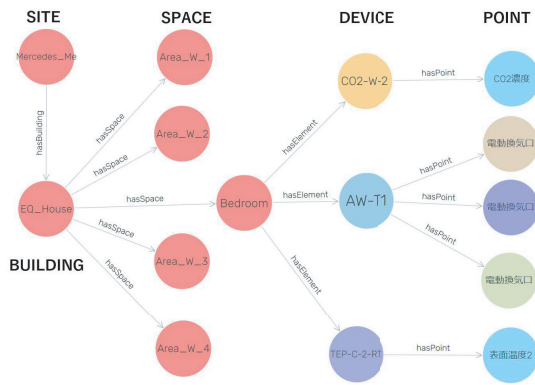 SITE
SPACE
DEVICE
POINT
Mercedes_Me
Area_W_1
CO2-W-2
hasPoint
CO2濃度
hasBuilding
hasSpace
Area_W_2
hasSpace
hasElement
hasPoint
電動換気口
EQ_House
hasSpace
Bedroom
hasElement
AW-T1
hasPoint
電動換気口
BUILDING
hasSpace
Area_W_3
hasSpace
hasElement
hasPoint
電動換気口
Area_W_4
TEP-C-2-RT
hasPoint
表面温度2